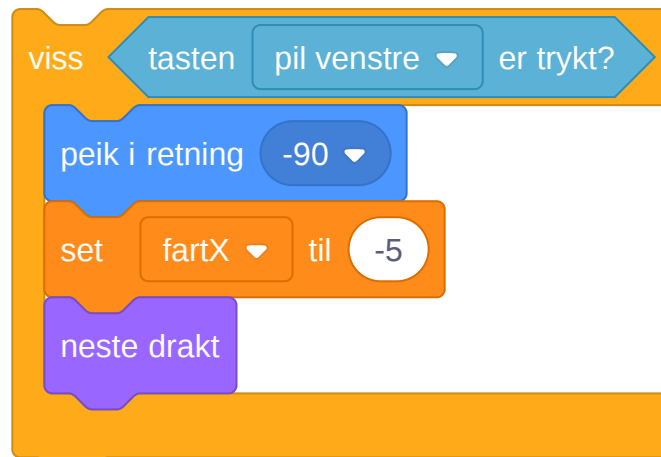 viss tasten pil venstre er trykt?
peik i retning -90
set fartX til -5
neste drakt